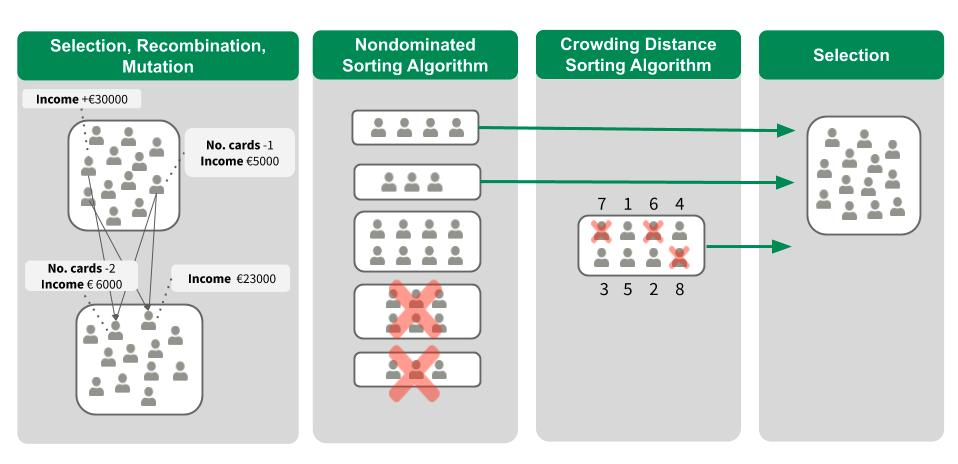 Selection, Recombination,
Mutation
Nondominated
Sorting Algorithm
Crowding Distance
Sorting Algorithm
Selection
Income +€30000
No. cards -1
Income €5000
No. cards -2
Income € 6000
Income €23000
7 1 6 4
3 5 2 8